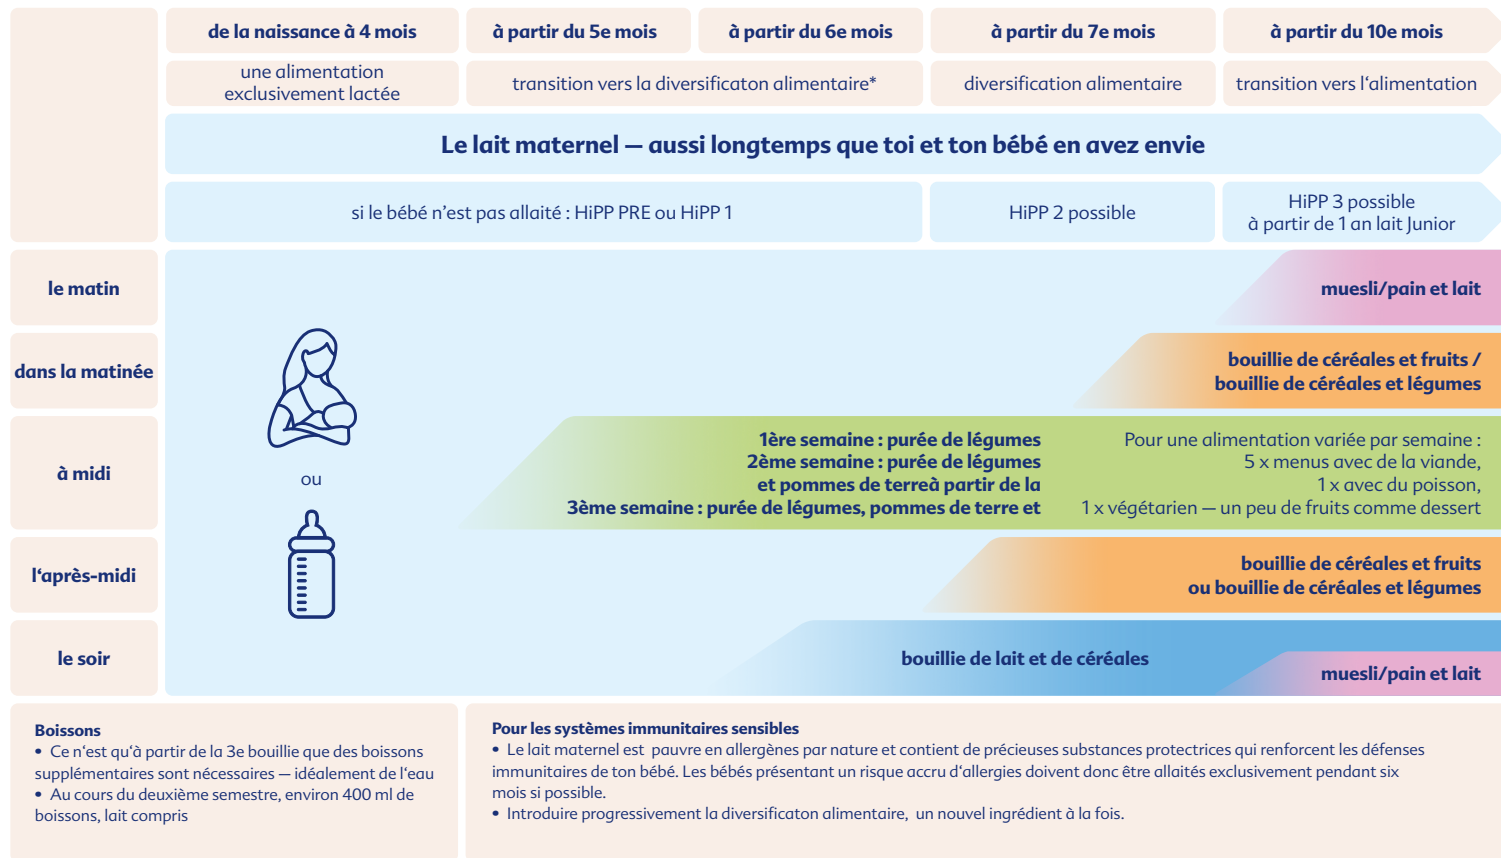 de la naissance à 4 mois
à partir du 5e mois
à partir du 6e mois
à partir du 7e mois
à partir du 10e mois
une alimentation
exclusivement lactée
transition vers la diversificaton alimentaire*
diversification alimentaire
transition vers l‘alimentation
Le lait maternel – aussi longtemps que toi et ton bébé en avez envie
si le bébé n’est pas allaité : HiPP PRE ou HiPP 1
HiPP 2 possible
HiPP 3 possible
à partir de 1 an lait Junior
le matin
muesli/pain et lait
dans la matinée
bouillie de céréales et fruits /
bouillie de céréales et légumes
à midi
1ère semaine : purée de légumes
2ème semaine : purée de légumes
et pommes de terreà partir de la
3ème semaine : purée de légumes, pommes de terre et
Pour une alimentation variée par semaine :
5 x menus avec de la viande,
1 x avec du poisson,
1 x végétarien – un peu de fruits comme dessert
ou
l‘après-midi
bouillie de céréales et fruits
ou bouillie de céréales et légumes
le soir
bouillie de lait et de céréales
muesli/pain et lait
Boissons
• Ce n‘est qu‘à partir de la 3e bouillie que des boissons
supplémentaires sont nécessaires – idéalement de l‘eau
• Au cours du deuxième semestre, environ 400 ml de
boissons, lait compris
Pour les systèmes immunitaires sensibles
• Le lait maternel est pauvre en allergènes par nature et contient de précieuses substances protectrices qui renforcent les défenses
immunitaires de ton bébé. Les bébés présentant un risque accru d‘allergies doivent donc être allaités exclusivement pendant six
mois si possible.
• Introduire progressivement la diversificaton alimentaire, un nouvel ingrédient à la fois.